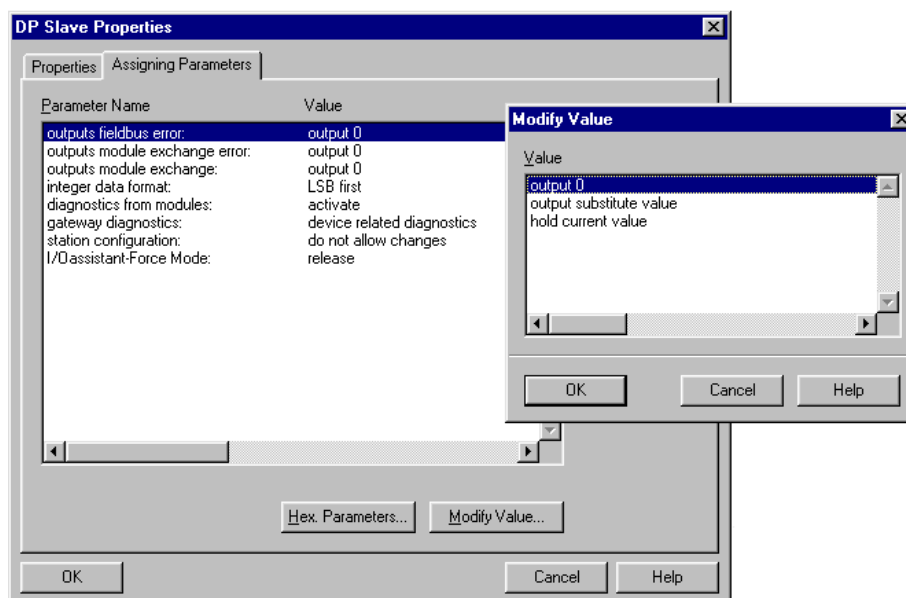 DP Slave Properties
Properties Assigning Parameters
Parameter Name Value
outputs fieldbus error: output 0
outputs module exchange error: output 0
outputs module exchange: output 0
integer data format: LSB first
diagnostics from modules: activate
gateway diagnostics: device related diagnostics
station configuration: do not allow changes
I/Oassistant-Force Mode: release
Hex. Parameters... Modify Value...
OK Cancel Help
Modify Value
Value
output 0
output substitute value
hold current value
OK Cancel Help